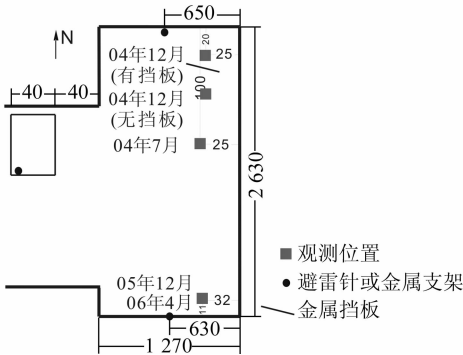 650
N
20
04年12月
25
(有挡板)
40
40
100
04年12月
(无挡板)
04年7月
25
2 630
观测位置
避雷针或金属支架
金属挡板
05年12月
06年4月
32
11
630
1 270